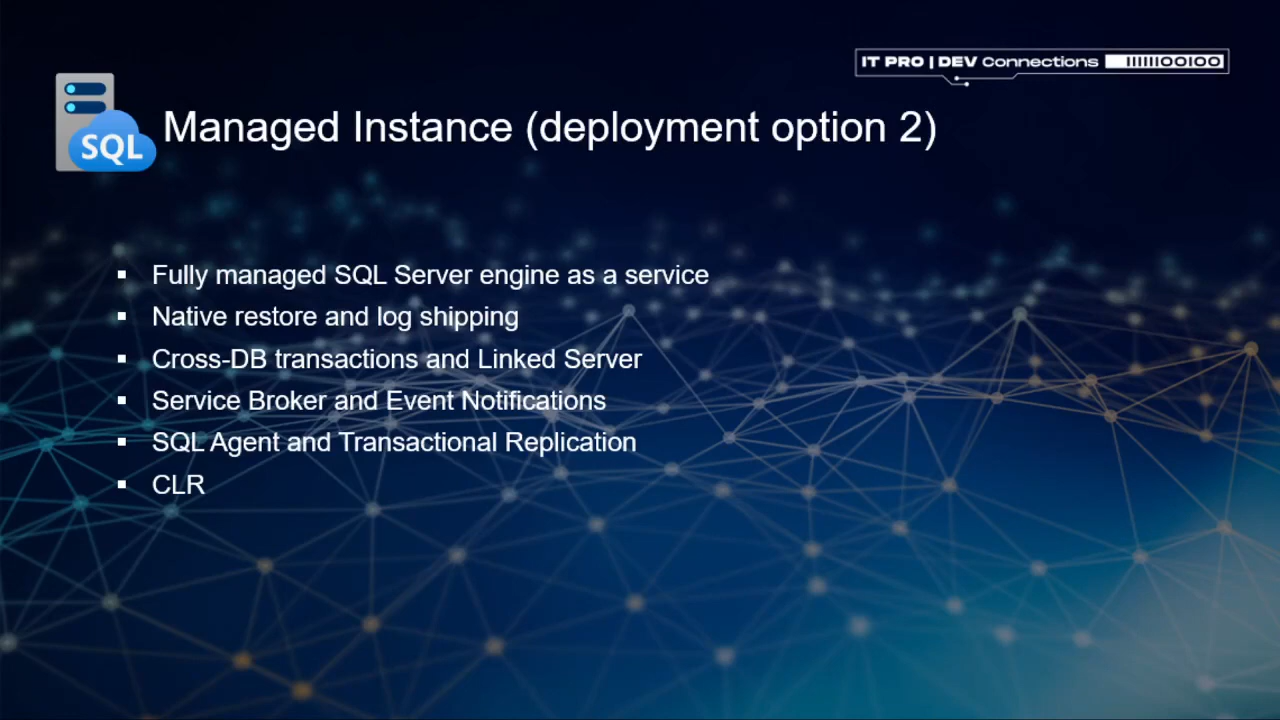 IT PRO | DEV Connections
SQL
Managed Instance (deployment option 2)
▪ Fully managed SQL Server engine as a service
▪ Native restore and log shipping
▪ Cross-DB transactions and Linked Server
▪ Service Broker and Event Notifications
▪ SQL Agent and Transactional Replication
▪ CLR